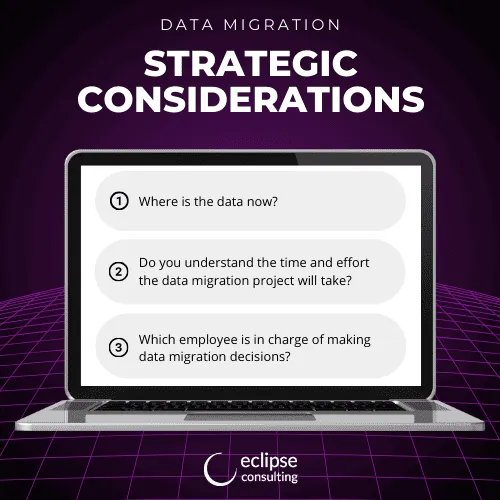 DATA MIGRATION
STRATEGIC
CONSIDERATIONS
1 Where is the data now?
2 Do you understand the time and effort
the data migration project will take?
3 Which employee is in charge of making
data migration decisions?
eclipse
consulting